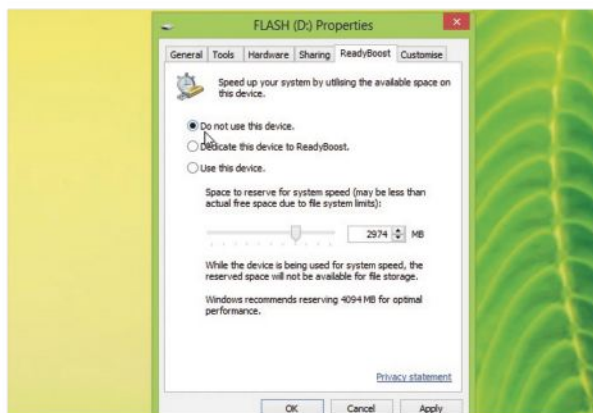 FLASH (D:) Properties
General Tools Hardware Sharing ReadyBoost Customise
Speed up your system by utilising the available space on
this device.
Do not use this device.
Dedicate this device to ReadyBoost.
Use this device.
Space to reserve for system speed (may be less than
actual free space due to file system limits):
2974 MB
While the device is being used for system speed, the
reserved space will not be available for file storage.
Windows recommends reserving 4094 MB for optimal
performance.
Privacy statement
OK Cancel Apply